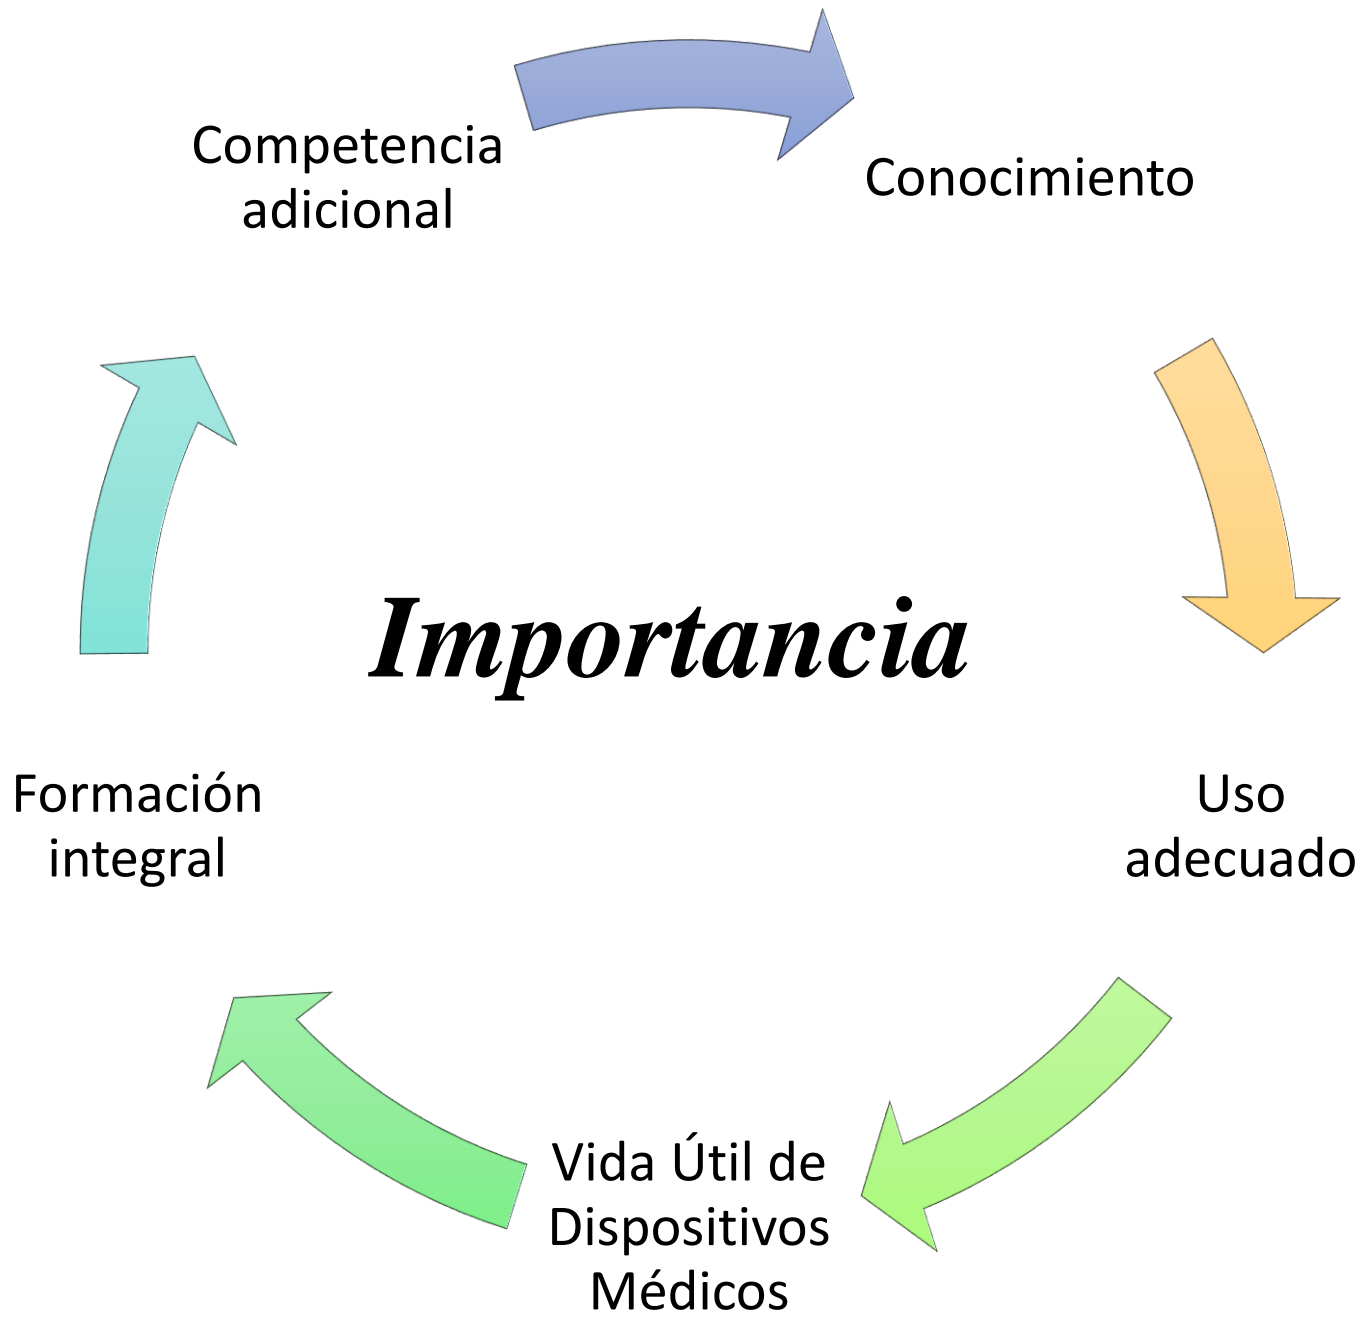 Competencia
adicional
Conocimiento
Importancia
Formación
integral
Uso
adecuado
Vida Útil de
Dispositivos
Médicos